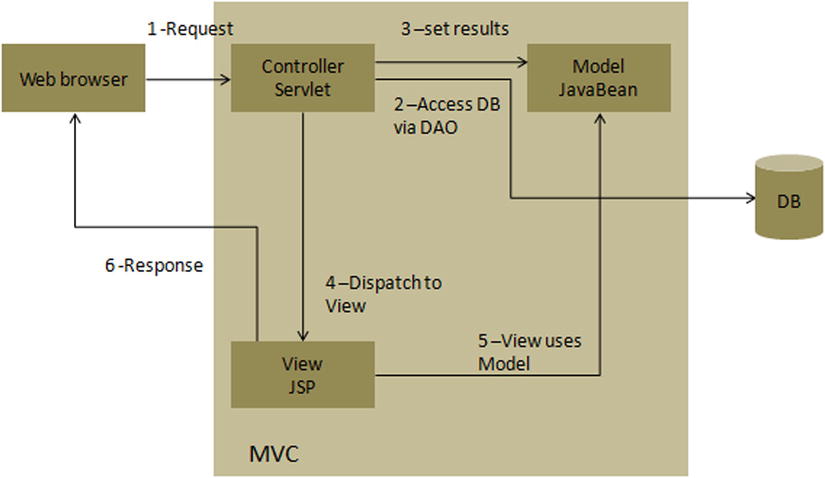 1-Request
3–set results
Web browser
Controller
Servlet
Model
JavaBean
2–Access DB
via DAO
DB
6-Response
4–Dispatch to
View
5–View uses
Model
View
JSP
MVC